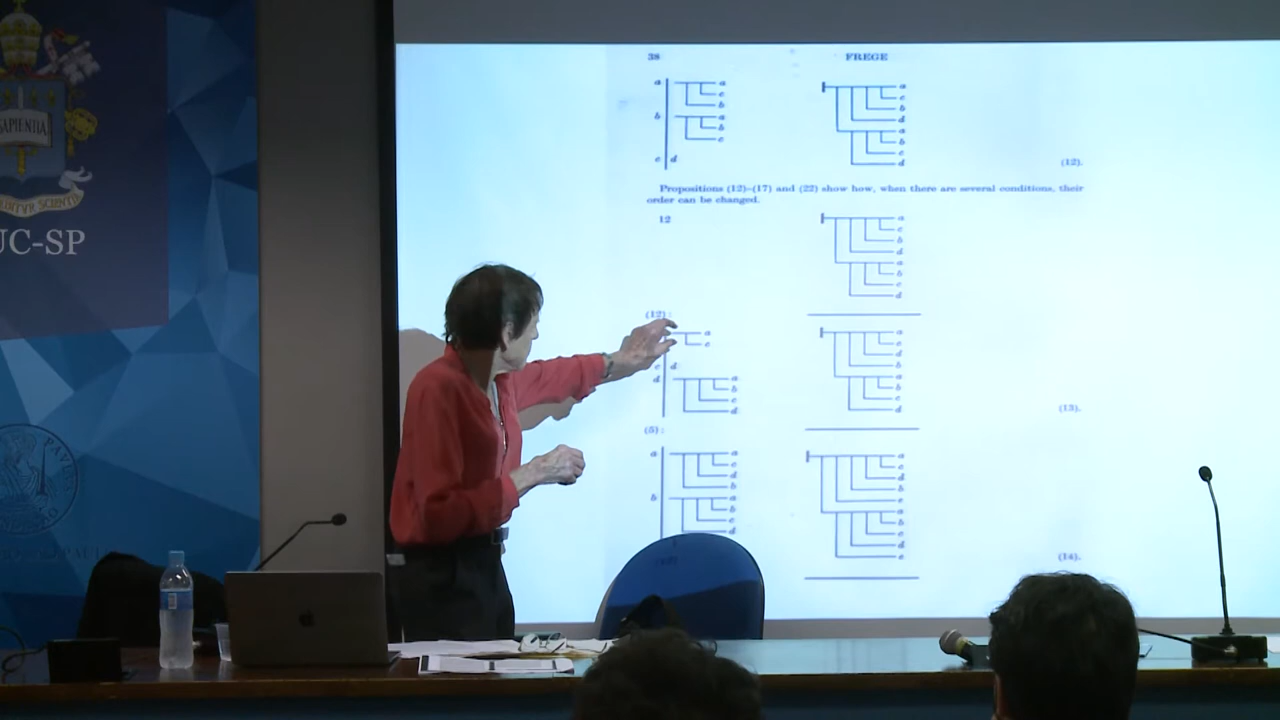 SAPIENTIA
UC-SP
38 FREGE
a a a
c c
b b
b a d
b a
c b
c
c d d (12).
Propositions (12)–(17) and (22) show how, when there are several conditions, their
order can be changed.
12 a
c
b
d
a
b
c
d
(12):
a a
c c
d
c d b
d a a
b b
c c
d d (13).
(5):
a a a
c c
d d
b b
e
b a a
b b
c c
d d
e (14).